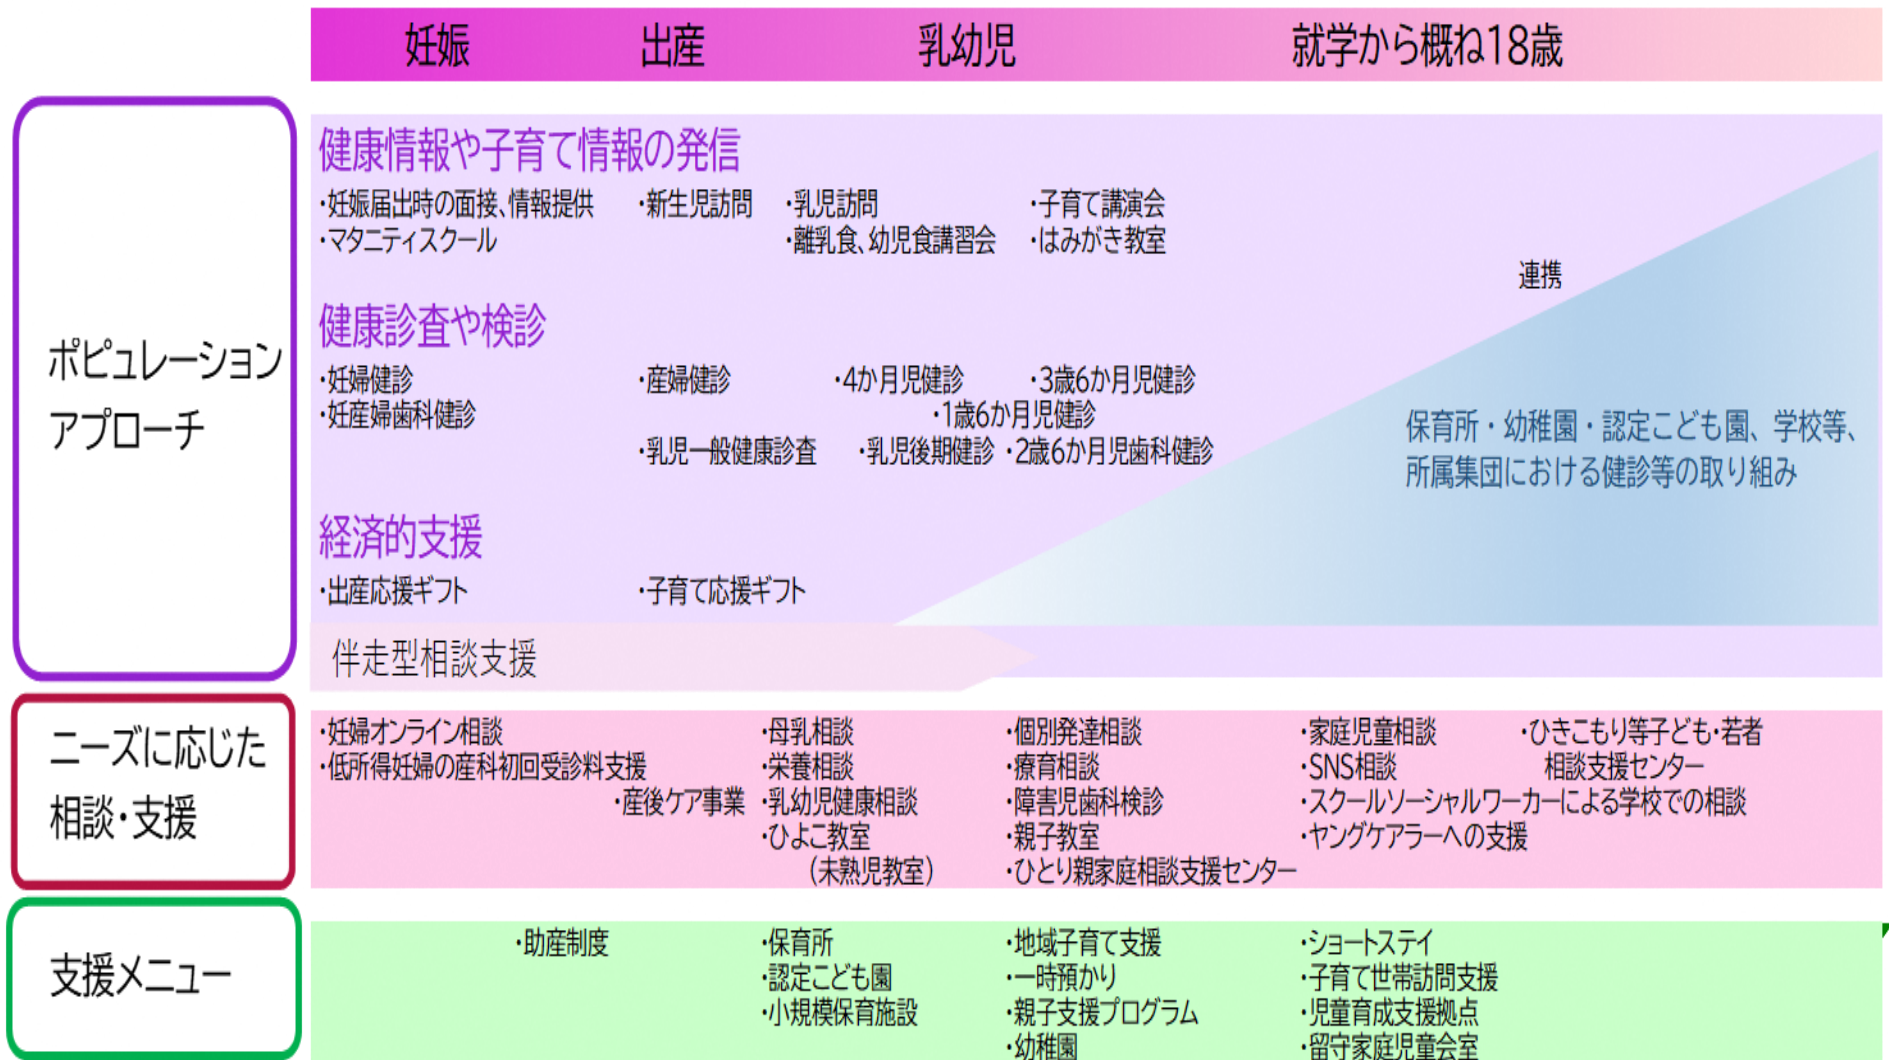 妊娠 出産 乳幼児 就学から概ね18歳
ポピュレーション
アプローチ
健康情報や子育て情報の発信
・妊娠届出時の面接、情報提供 ・新生児訪問 ・乳児訪問 ・子育て講演会
・マタニティスクール ・離乳食、幼児食講習会 ・はみがき教室
連携
健康診査や検診
・妊婦健診 ・産婦健診 ・4か月児健診 ・3歳6か月児健診
・妊産婦歯科健診 ・1歳6か月児健診
・乳児一般健康診査 ・乳児後期健診 ・2歳6か月児歯科健診
保育所・幼稚園・認定こども園、学校等、
所属集団における健診等の取り組み
経済的支援
・出産応援ギフト ・子育て応援ギフト
伴走型相談支援
ニーズに応じた
相談・支援
・妊婦オンライン相談 ・母乳相談 ・個別発達相談 ・家庭児童相談 ・ひきこもり等子ども・若者
・低所得妊婦の産科初回受診料支援 ・栄養相談 ・療育相談 ・SNS相談 相談支援センター
・産後ケア事業 ・乳幼児健康相談 ・障害児歯科検診 ・スクールソーシャルワーカーによる学校での相談
・ひよこ教室 ・親子教室 ・ヤングケアラーへの支援
（未熟児教室） ・ひとり親家庭相談支援センター
支援メニュー
・助産制度 ・保育所 ・地域子育て支援 ・ショートステイ
・認定こども園 ・一時預かり ・子育て世帯訪問支援
・小規模保育施設 ・親子支援プログラム ・児童育成支援拠点
・幼稚園 ・留守家庭児童会室